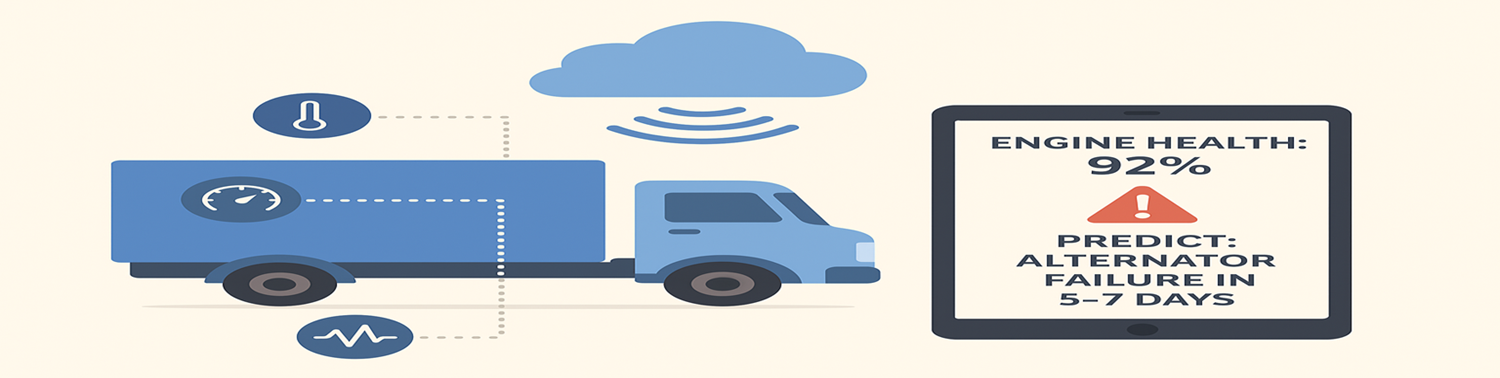 ENGINE HEALTH:
92%
PREDICT:
ALTERNATOR
FAILURE IN
5–7 DAYS